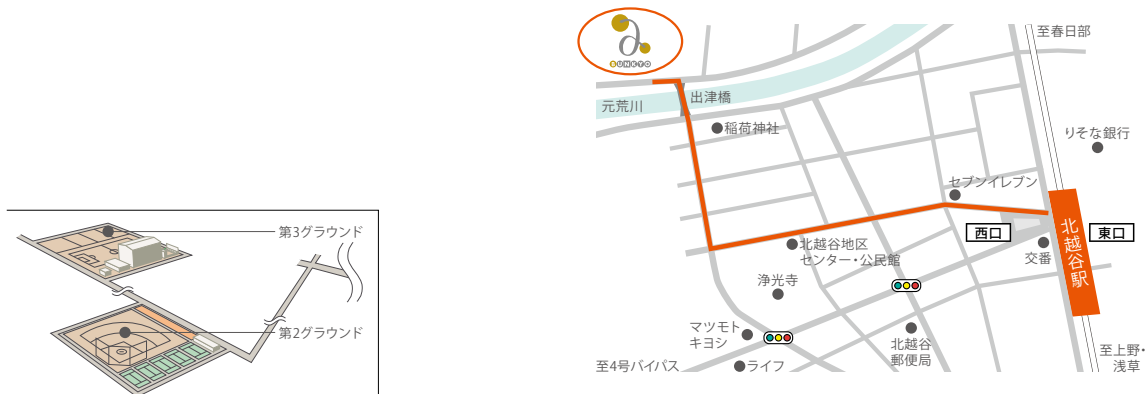 第3グラウンド
第2グラウンド
BUNKYO
至春日部
出津橋
元荒川
稲荷神社
りそな銀行
セブンイレブン
西口
東口
北越谷駅
交番
北越谷地区
センター・公民館
浄光寺
マツモト
キヨシ
北越谷
郵便局
至4号バイパス
ライフ
至上野・
浅草